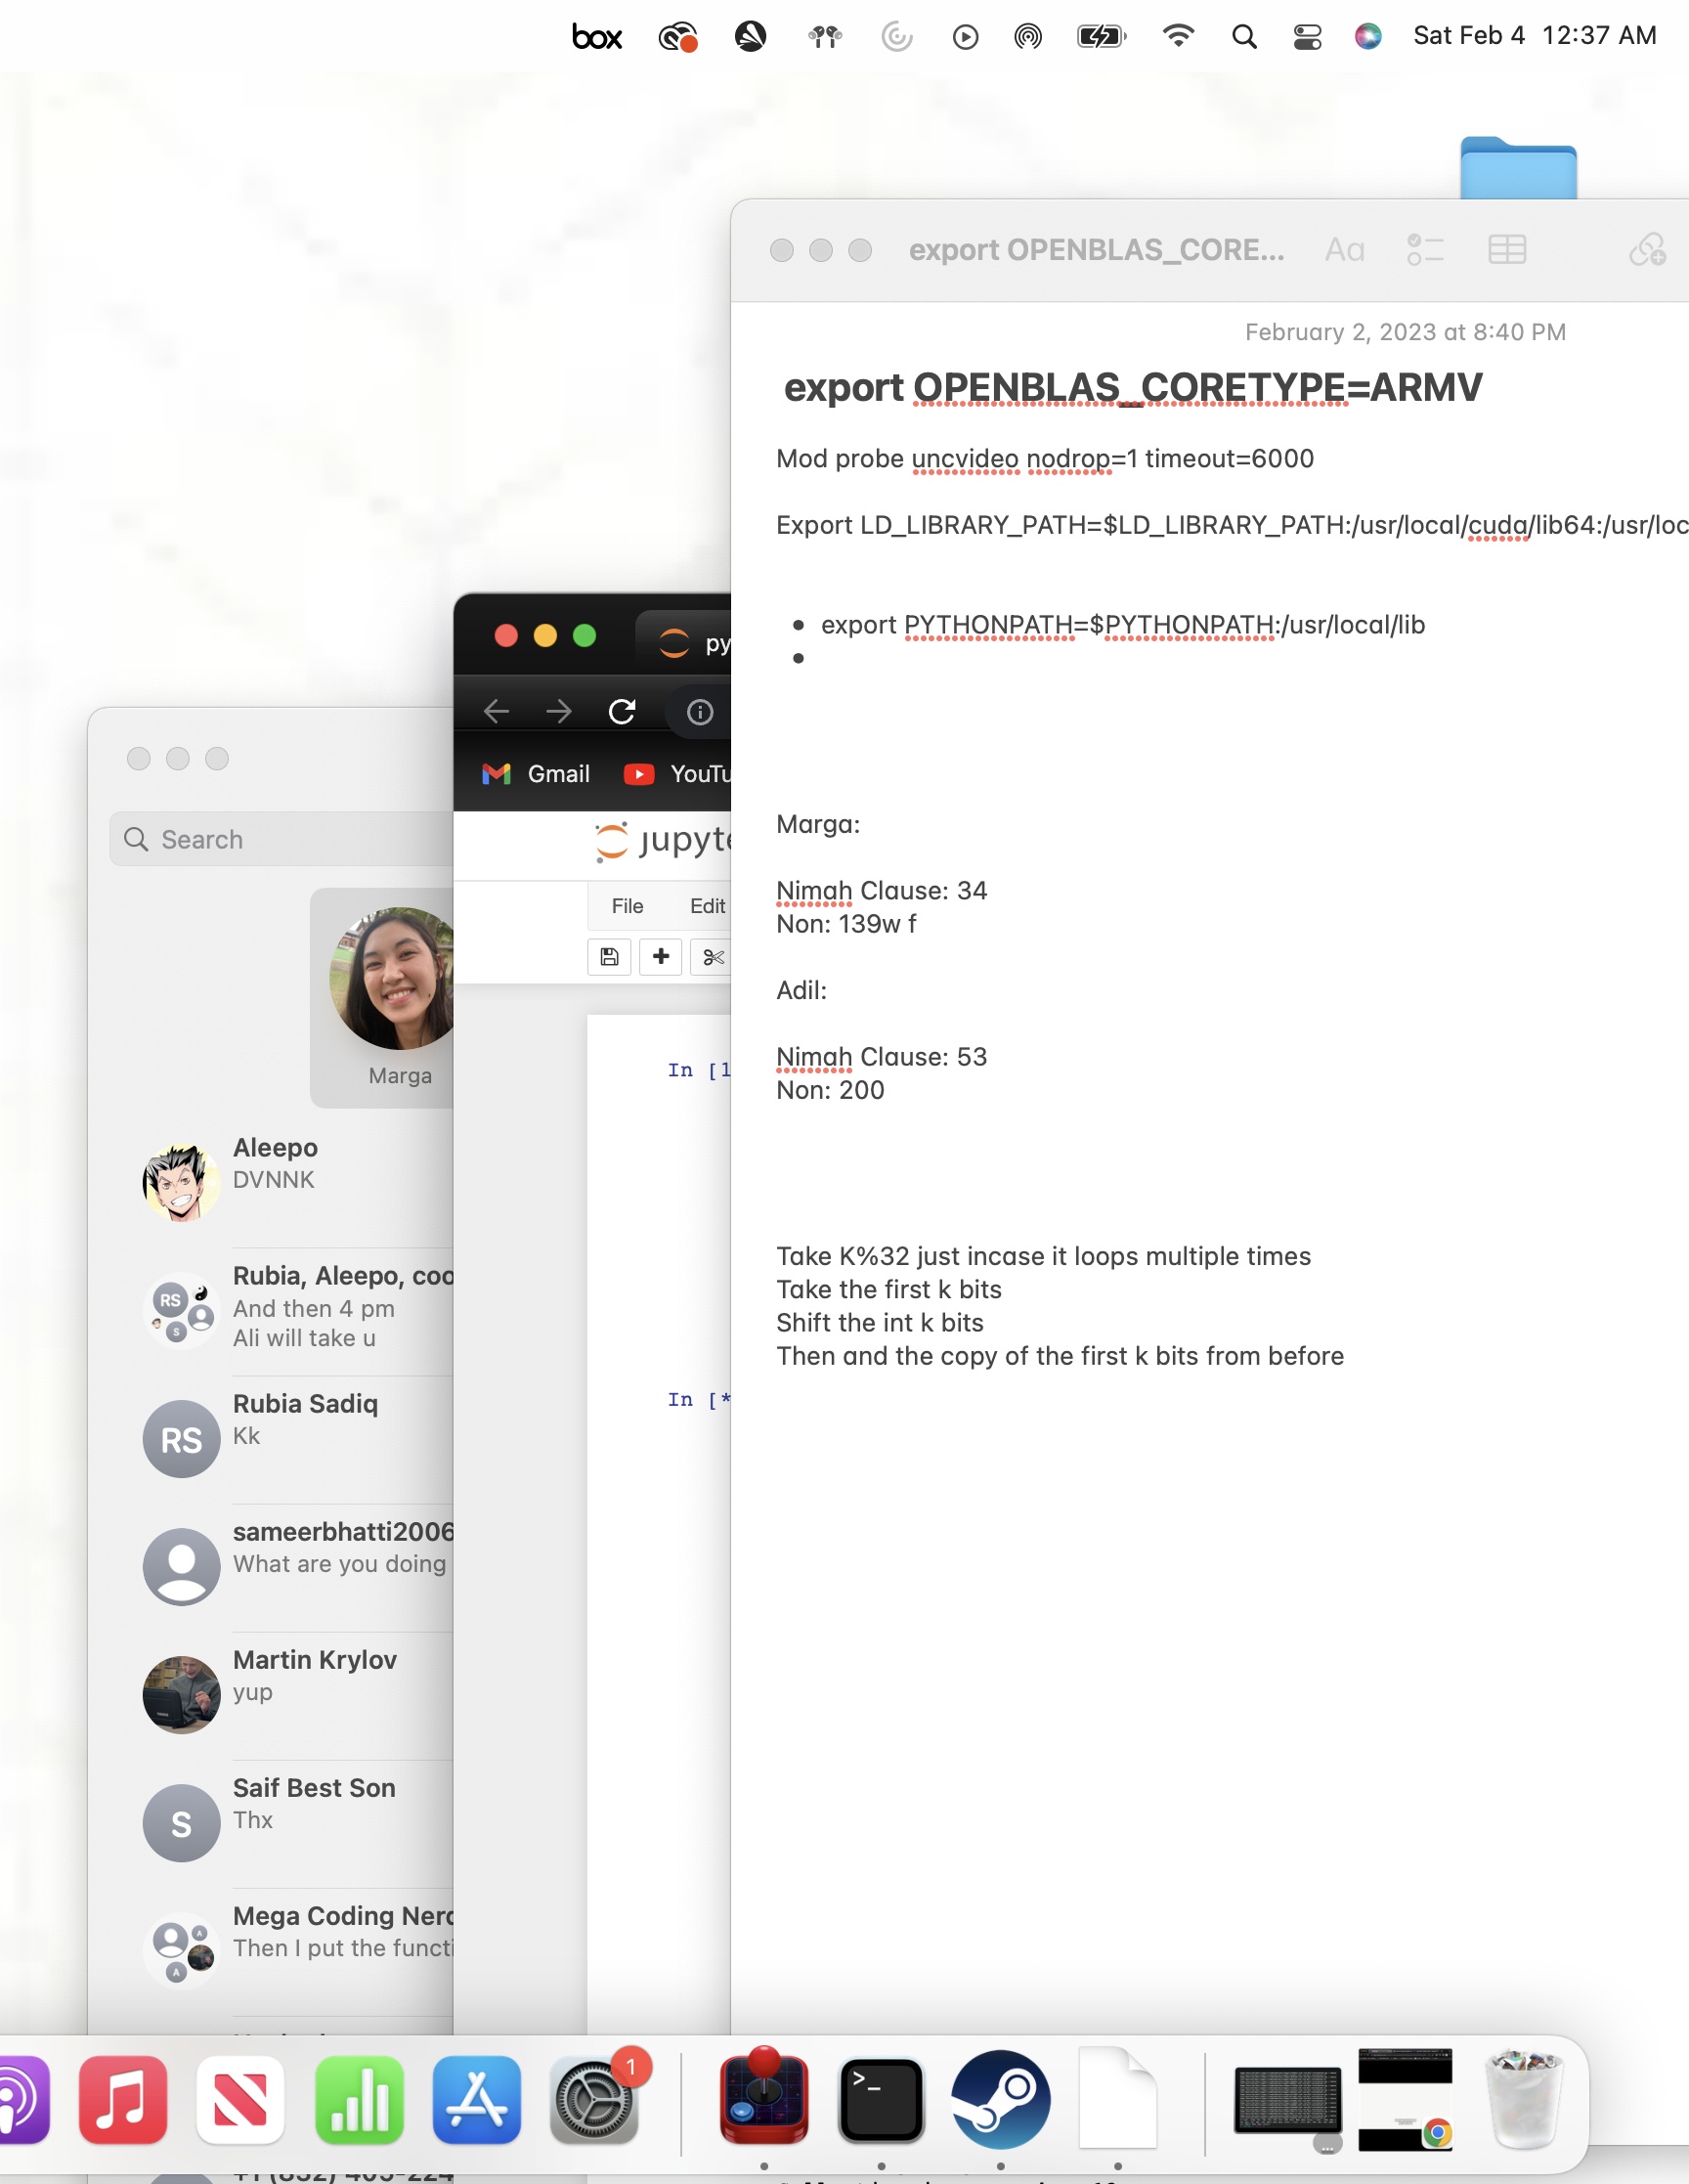 box
Sat Feb 4 12:37 AM
export OPENBLAS_CORE...
Aa
February 2, 2023 at 8:40 PM
export OPENBLAS_CORETYPE=ARMV
Mod probe uncvideo nodrop=1 timeout=6000
Export LD_LIBRARY_PATH=$LD_LIBRARY_PATH:/usr/local/cuda/lib64:/usr/loc
• export PYTHONPATH=$PYTHONPATH:/usr/local/lib
•
Marga:
Nimah Clause: 34
Non: 139w f
Adil:
Nimah Clause: 53
Non: 200
Take K%32 just incase it loops multiple times
Take the first k bits
Shift the int k bits
Then and the copy of the first k bits from before
py
Gmail
YouTu
jupyte
File Edit
In [1
In [*
Search
Marga
Aleepo
DVNNK
RS
S
Rubia, Aleepo, coo
And then 4 pm
Ali will take u
RS
Rubia Sadiq
Kk
sameerbhatti2006
What are you doing
Martin Krylov
yup
S
Saif Best Son
Thx
A
A
Mega Coding Nerd
Then I put the functi
1
>_